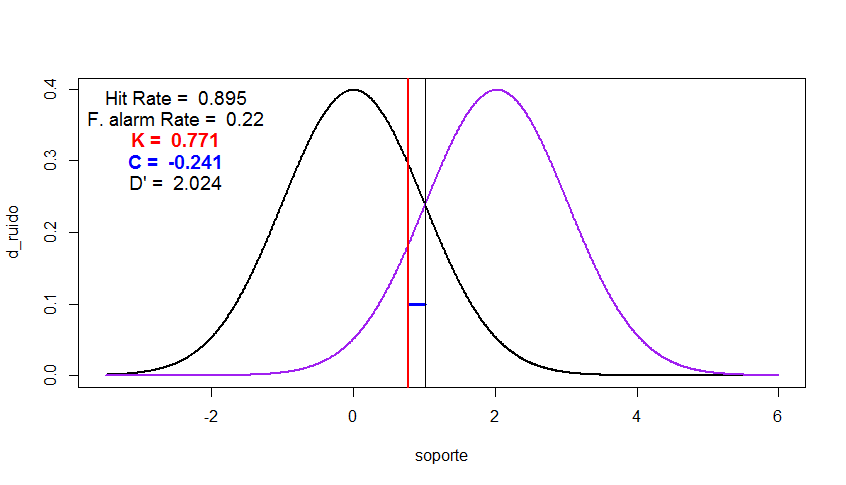 Hit Rate = 0.895
F. alarm Rate = 0.22
K = 0.771
C = -0.241
D' = 2.024
d_ruido
0.4
0.3
0.2
0.1
0.0
-2
0
2
4
6
soporte